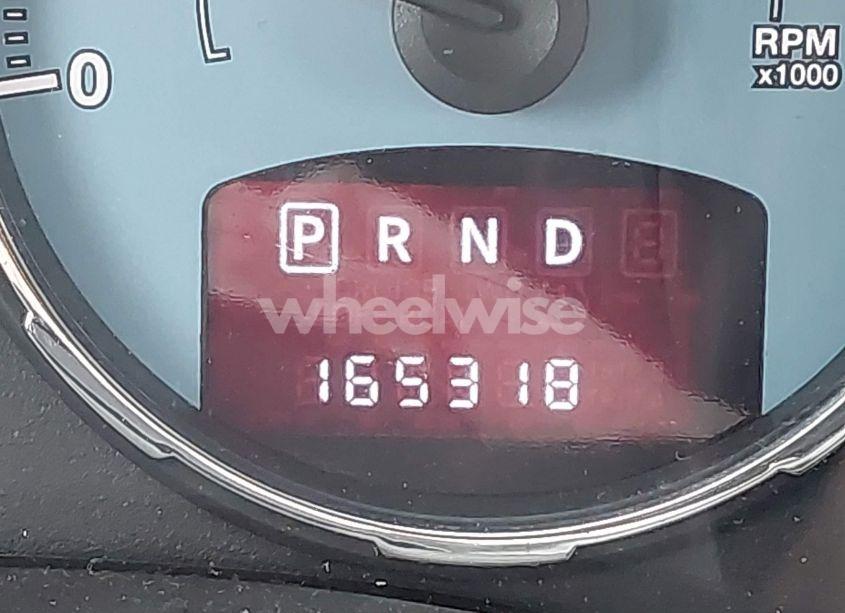 0
RPM
x1000
P R N D E
wheelwise
165318